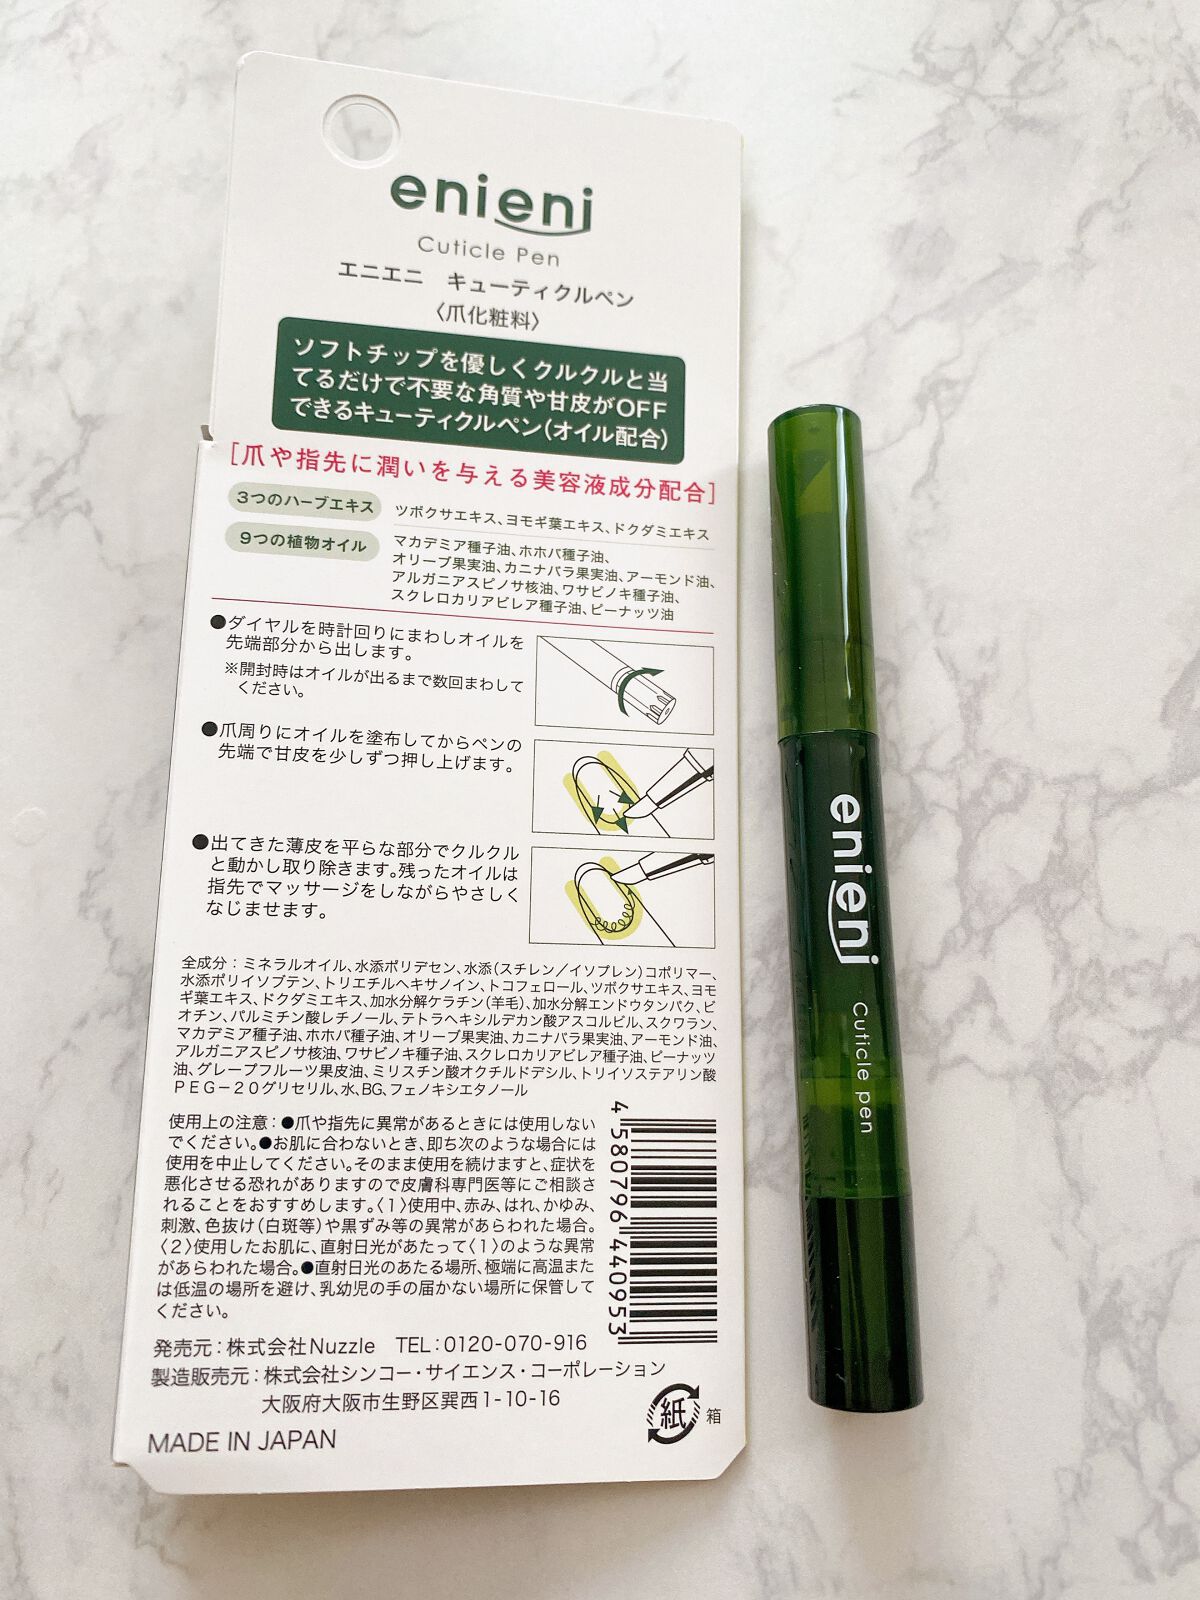 enieni
Cuticle Pen
エニエニ　キューティクルペン
〈爪化粧料〉
ソフトチップを優しくクルクルと当
てるだけで不要な角質や甘皮がOFF
できるキューティクルペン(オイル配合)
[爪や指先に潤いを与える美容液成分配合]
3つのハーブエキス
ツボクサエキス、ヨモギ葉エキス、ドクダミエキス
9つの植物オイル
マカデミア種子油、ホホバ種子油、
オリーブ果実油、カニナバラ果実油、アーモンド油、
アルガニアスピノサ核油、ワサビノキ種子油、
スクレロカリアビレア種子油、ピーナッツ油
●ダイヤルを時計回りにまわしオイルを
先端部分から出します。
※開封時はオイルが出るまで数回まわして
ください。
●爪周りにオイルを塗布してからペンの
先端で甘皮を少しずつ押し上げます。
●出てきた薄皮を平らな部分でクルクル
と動かし取り除きます。残ったオイルは
指先でマッサージをしながらやさしく
なじませます。
全成分：ミネラルオイル、水添ポリデセン、水添(スチレン／イソプレン)コポリマー、
水添ポリイソブテン、トリエチルヘキサノイン、トコフェロール、ツボクサエキス、ヨモ
ギ葉エキス、ドクダミエキス、加水分解ケラチン(羊毛)、加水分解エンドウタンパク、ビ
オチン、パルミチン酸レチノール、テトラヘキシルデカン酸アスコルビル、スクワラン、
マカデミア種子油、ホホバ種子油、オリーブ果実油、カニナバラ果実油、アーモンド油、
アルガニアスピノサ核油、ワサビノキ種子油、スクレロカリアビレア種子油、ピーナッツ
油、グレープフルーツ果皮油、ミリスチン酸オクチルドデシル、トリイソステアリン酸
PEG－20グリセリル、水、BG、フェノキシエタノール
使用上の注意：●爪や指先に異常があるときには使用しない
でください。●お肌に合わないとき、即ち次のような場合には
使用を中止してください。そのまま使用を続けますと、症状を
悪化させる恐れがありますので皮膚科専門医等にご相談さ
れることをおすすめします。〈1〉使用中、赤み、はれ、かゆみ、
刺激、色抜け(白斑等)や黒ずみ等の異常があらわれた場合。
〈2〉使用したお肌に、直射日光があたって〈1〉のような異常
があらわれた場合。●直射日光のあたる場所、極端に高温また
は低温の場所を避け、乳幼児の手の届かない場所に保管して
ください。
4 580796 440953
発売元：株式会社Nuzzle　TEL：0120-070-916
製造販売元：株式会社シンコー・サイエンス・コーポレーション
大阪府大阪市生野区巽西1-10-16
MADE IN JAPAN
紙 箱
enieni Cuticle pen